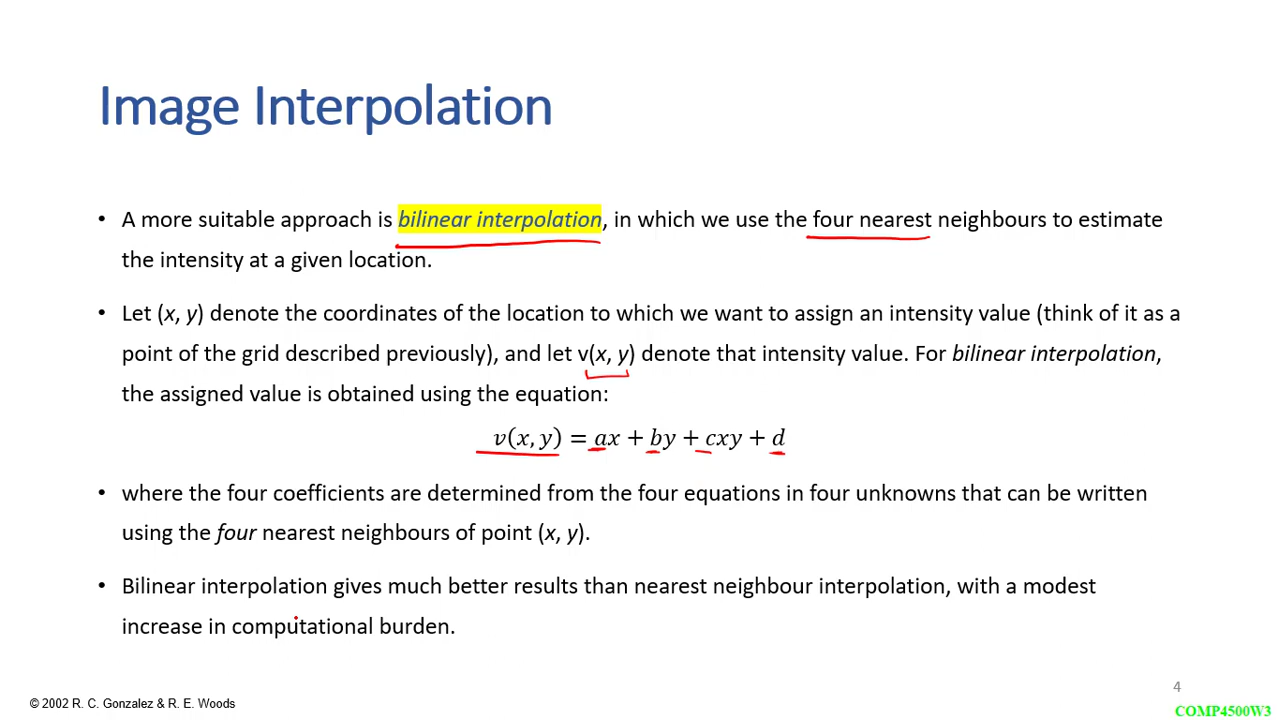 Image Interpolation
• A more suitable approach is bilinear interpolation, in which we use the four nearest neighbours to estimate
the intensity at a given location.
• Let (x, y) denote the coordinates of the location to which we want to assign an intensity value (think of it as a
point of the grid described previously), and let v(x, y) denote that intensity value. For bilinear interpolation,
the assigned value is obtained using the equation:
v(x, y) = ax + by + cxy + d
• where the four coefficients are determined from the four equations in four unknowns that can be written
using the four nearest neighbours of point (x, y).
• Bilinear interpolation gives much better results than nearest neighbour interpolation, with a modest
increase in computational burden.
4
© 2002 R. C. Gonzalez & R. E. Woods
COMP4500W3